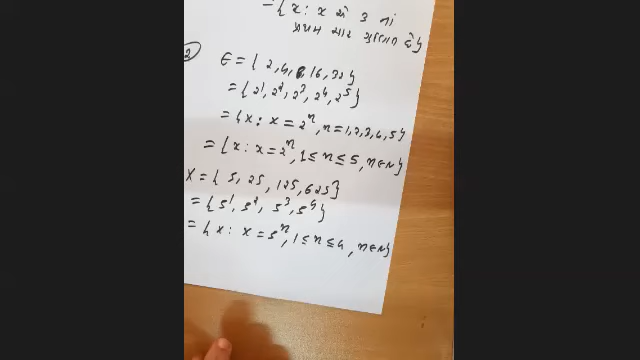 = { x : x એ 3 ના
પ્રથમ ચાર ગુણિત છે }
2
E = { 2, 4, 8, 16, 32 }
= { 2¹, 2², 2³, 2⁴, 2⁵ }
= { x : x = 2ⁿ, n = 1, 2, 3, 4, 5 }
= { x : x = 2ⁿ, 1 ≤ n ≤ 5, n ∈ N }
X = { 5, 25, 125, 625 }
= { 5¹, 5², 5³, 5⁴ }
= { x : x = 5ⁿ, 1 ≤ n ≤ 4, n ∈ N }